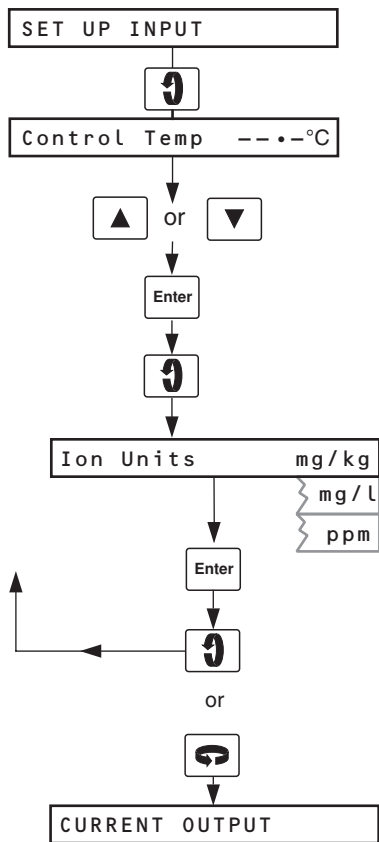 SET UP INPUT
Control Temp --•-°C
or
Enter
Ion Units mg/kg
mg/l
ppm
Enter
or
CURRENT OUTPUT